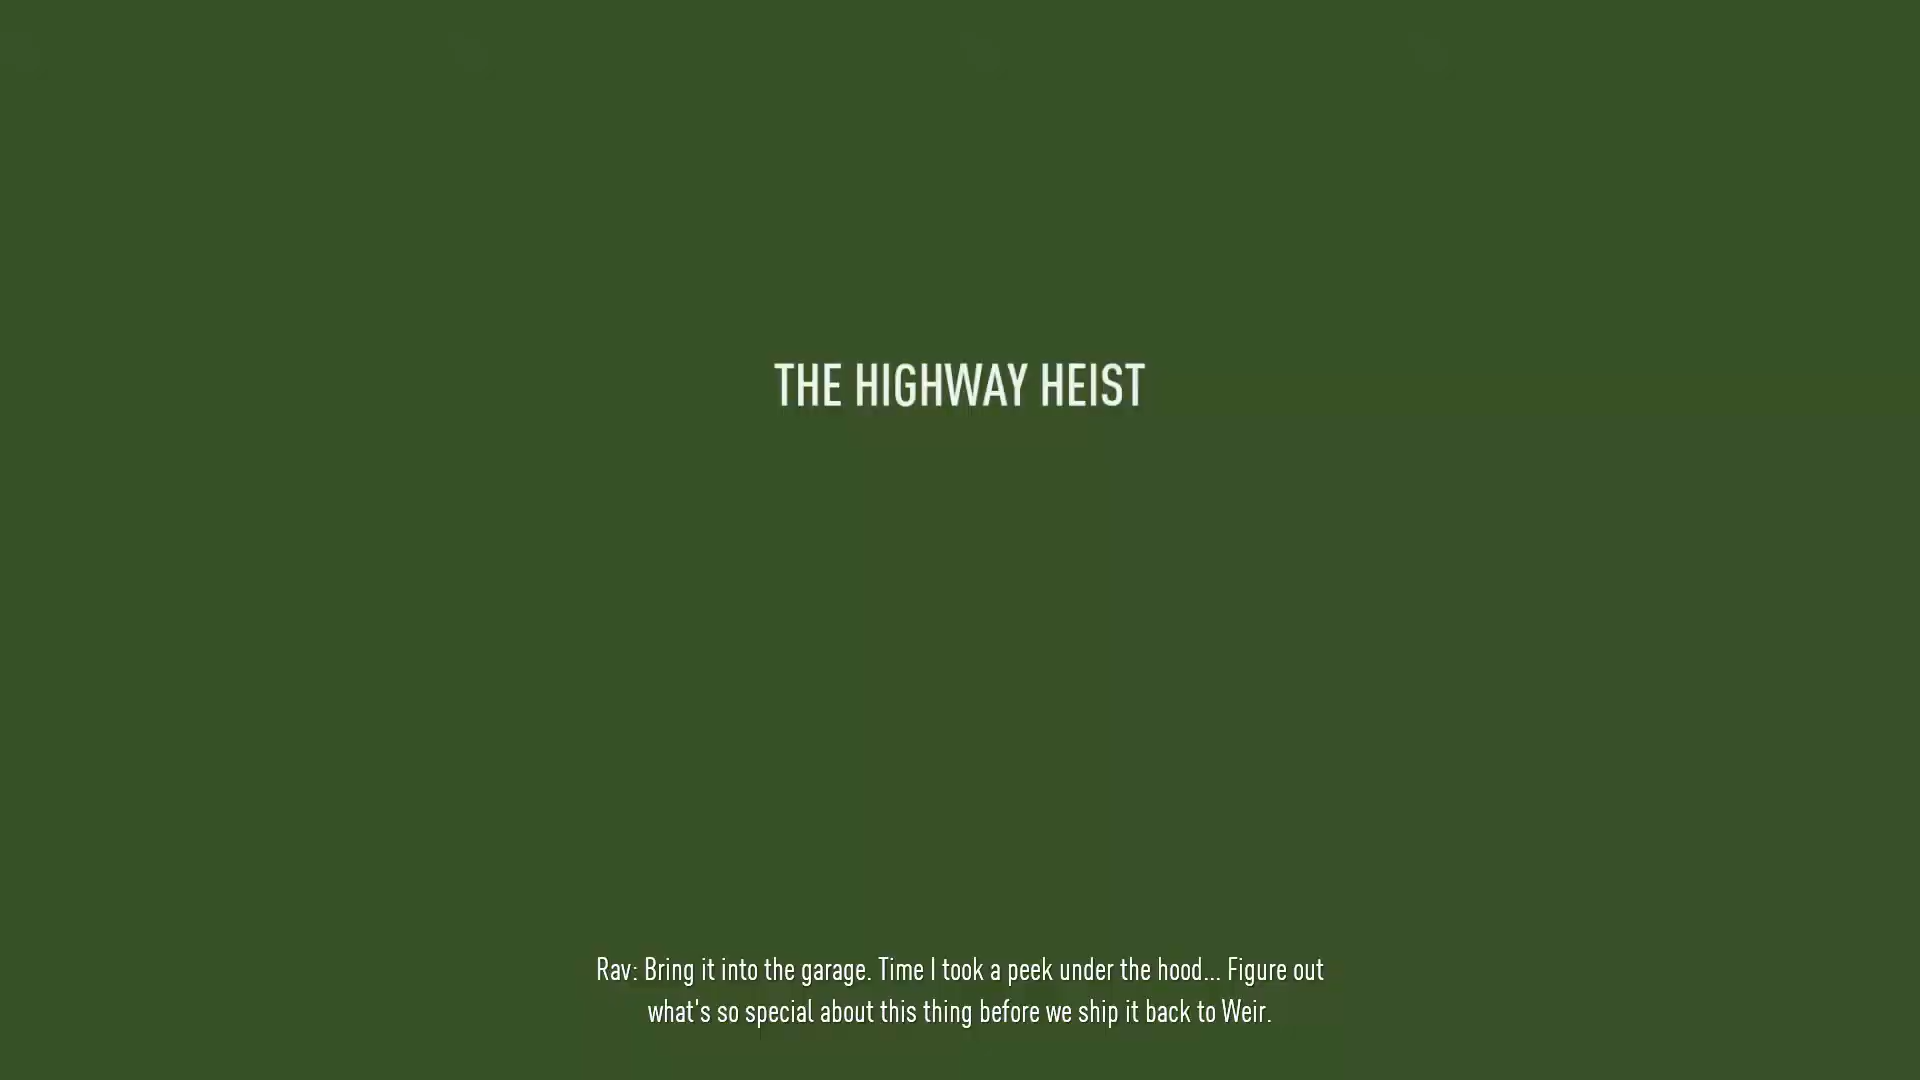 THE HIGHWAY HEIST
Rav: Bring it into the garage. Time I took a peek under the hood... Figure out
what's so special about this thing before we ship it back to Weir.